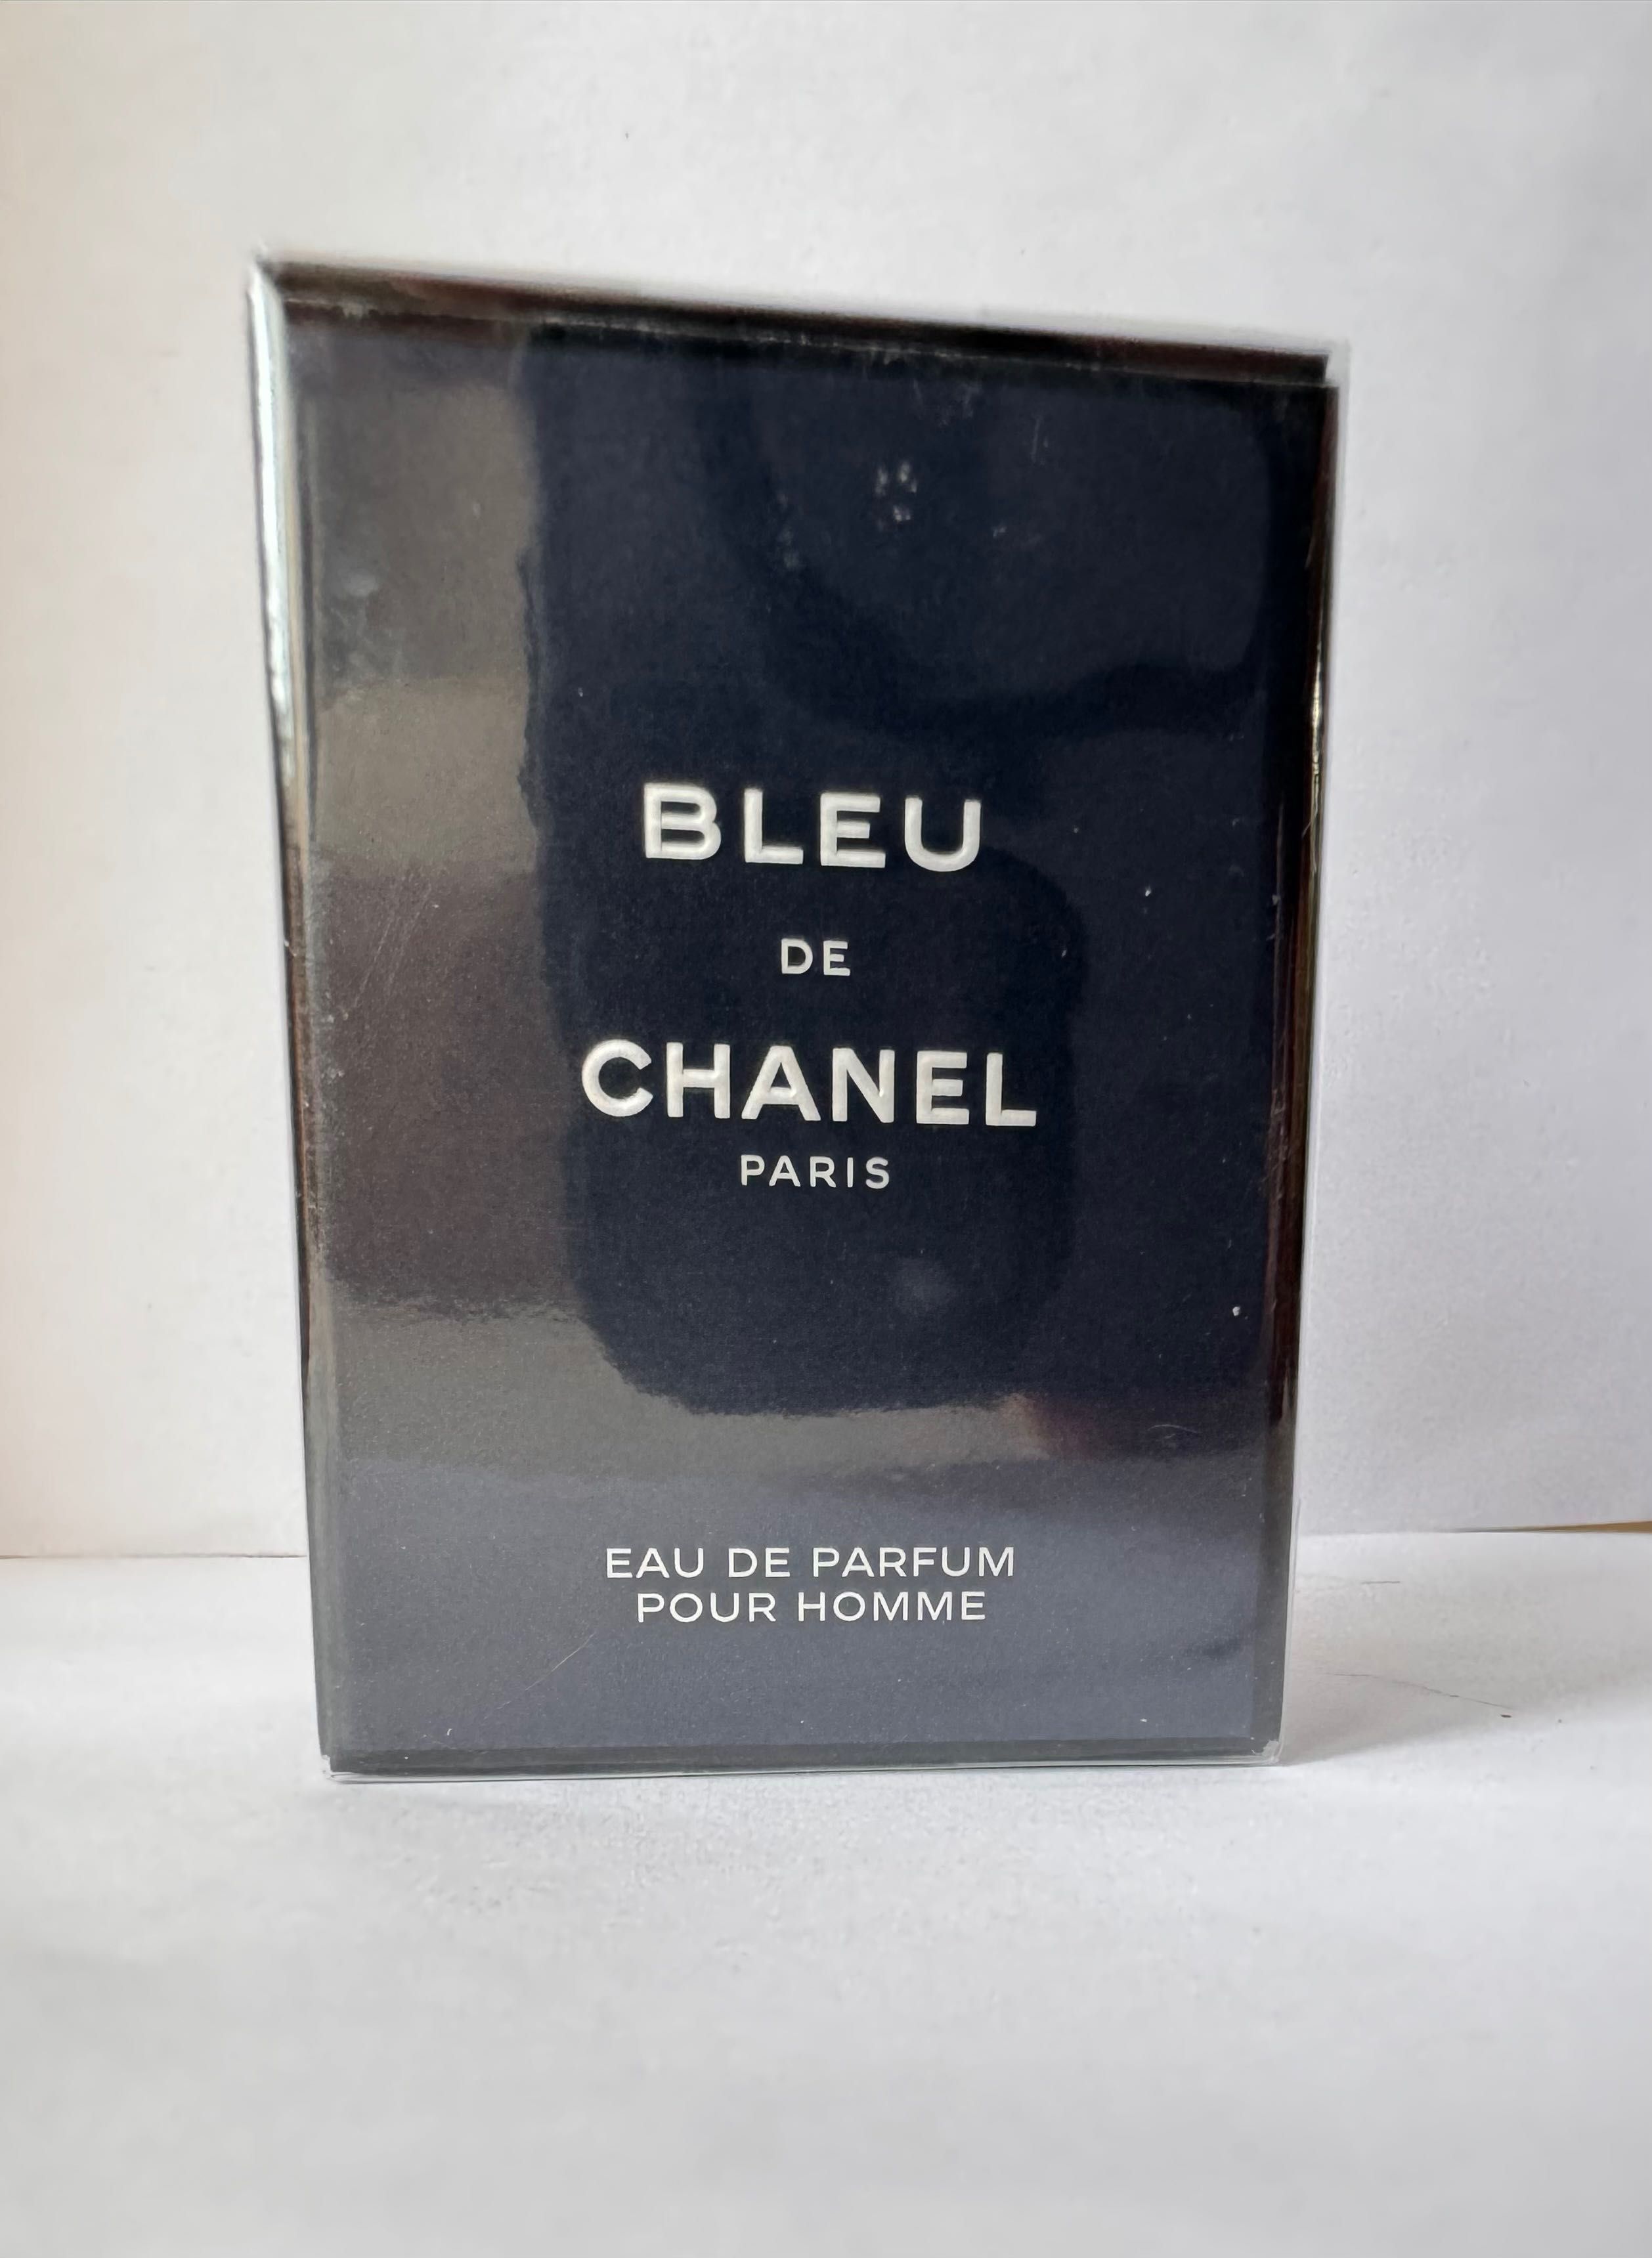 BLEU
DE
CHANEL
PARIS
EAU DE PARFUM
POUR HOMME